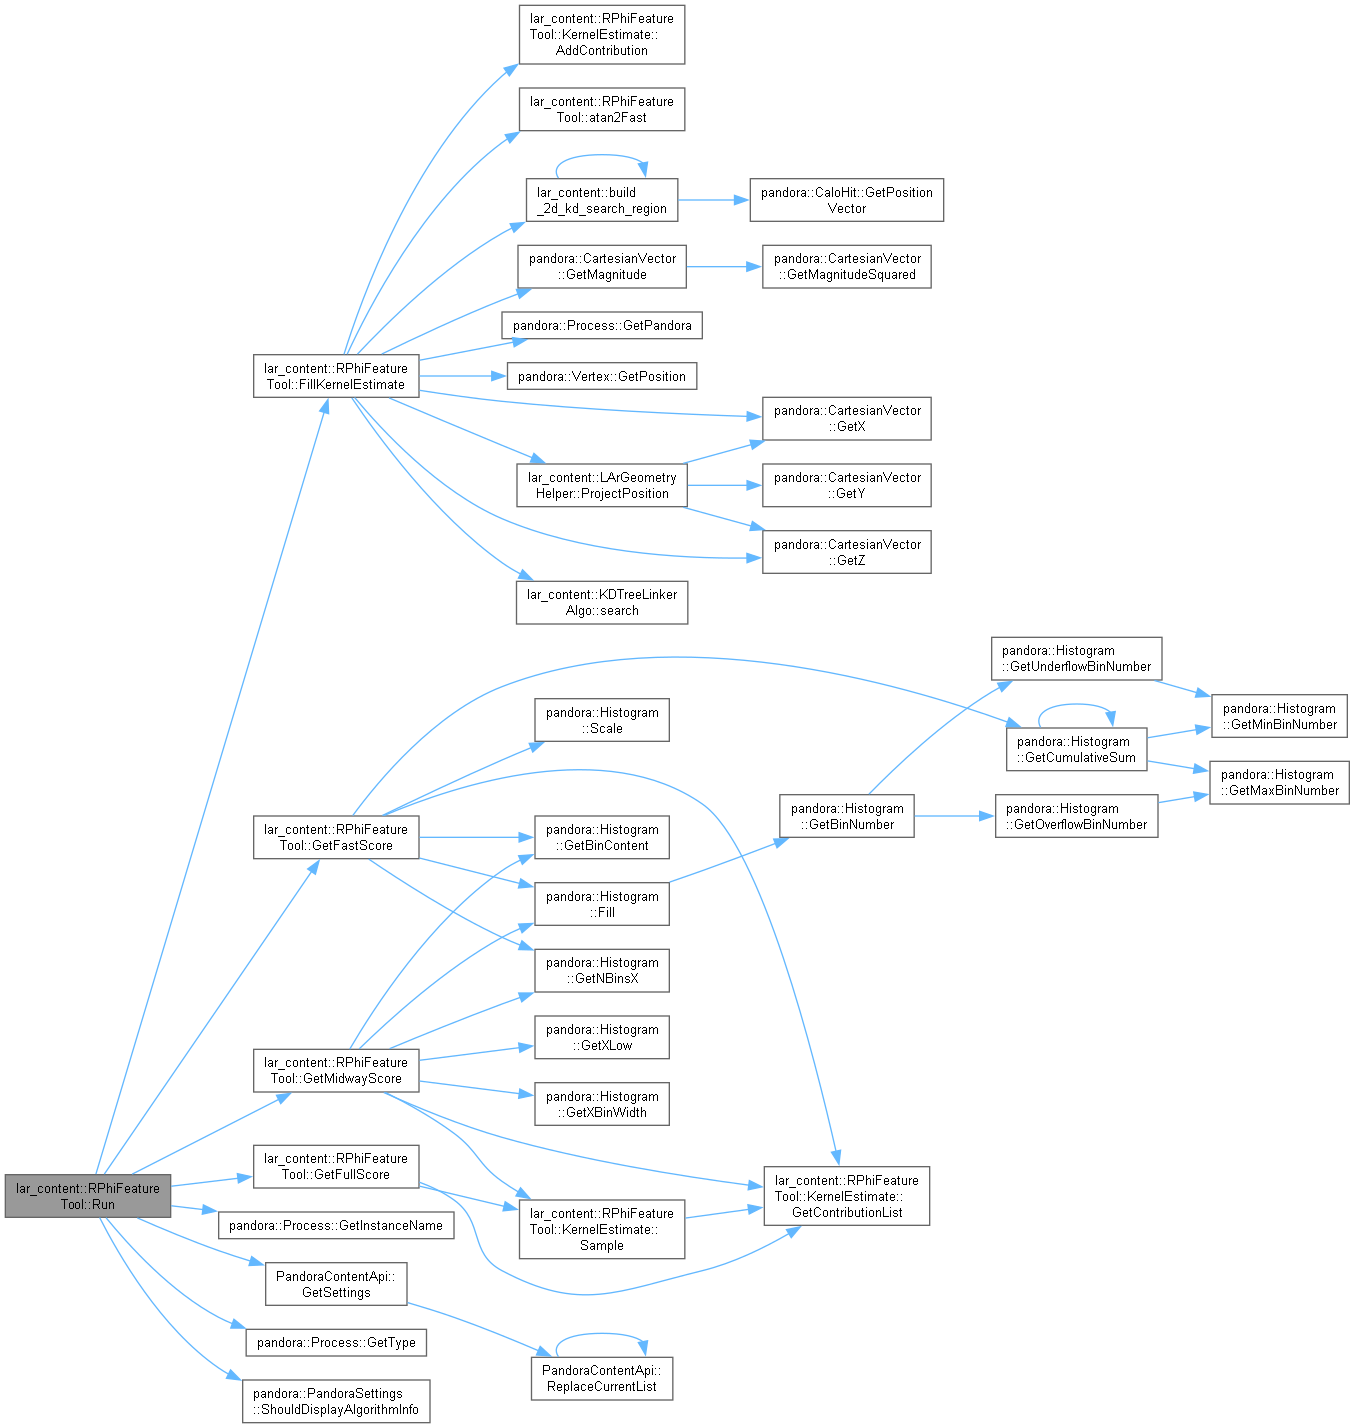 lar_content::RPhiFeature
Tool::KernelEstimate::
AddContribution
lar_content::RPhiFeature
Tool::atan2Fast
lar_content::build
_2d_kd_search_region
pandora::CaloHit::GetPosition
Vector
pandora::CartesianVector
::GetMagnitude
pandora::CartesianVector
::GetMagnitudeSquared
pandora::Process::GetPandora
lar_content::RPhiFeature
Tool::FillKernelEstimate
pandora::Vertex::GetPosition
pandora::CartesianVector
::GetX
lar_content::LArGeometry
Helper::ProjectPosition
pandora::CartesianVector
::GetY
pandora::CartesianVector
::GetZ
lar_content::KDTreeLinker
Algo::search
pandora::Histogram
::GetUnderflowBinNumber
pandora::Histogram
::GetMinBinNumber
pandora::Histogram
::Scale
pandora::Histogram
::GetCumulativeSum
pandora::Histogram
::GetMaxBinNumber
pandora::Histogram
::GetBinNumber
pandora::Histogram
::GetOverflowBinNumber
lar_content::RPhiFeature
Tool::GetFastScore
pandora::Histogram
::GetBinContent
pandora::Histogram
::Fill
pandora::Histogram
::GetNBinsX
pandora::Histogram
::GetXLow
lar_content::RPhiFeature
Tool::GetMidwayScore
pandora::Histogram
::GetXBinWidth
lar_content::RPhiFeature
Tool::GetFullScore
lar_content::RPhiFeature
Tool::KernelEstimate::
GetContributionList
lar_content::RPhiFeature
Tool::Run
pandora::Process::GetInstanceName
lar_content::RPhiFeature
Tool::KernelEstimate::
Sample
PandoraContentApi::
GetSettings
pandora::Process::GetType
PandoraContentApi::
ReplaceCurrentList
pandora::PandoraSettings
::ShouldDisplayAlgorithmInfo